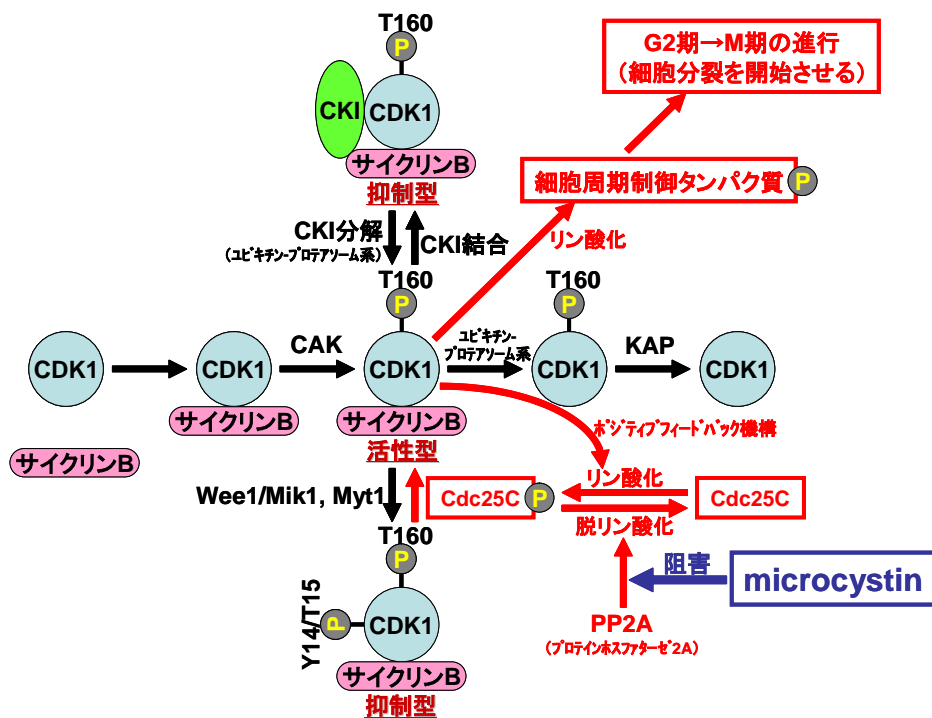 T160
P
CKI
CDK1
サイクリンB
抑制型
G2期→M期の進行
(細胞分裂を開始させる)
細胞周期制御タンパク質
P
リン酸化
CKI分解
(ユビキチン-プロテアソーム系)
CKI結合
T160
P
T160
P
CDK1
CDK1
サイクリンB
CAK
CDK1
サイクリンB
活性型
ユビキチン-
プロテアソーム系
CDK1
KAP
CDK1
サイクリンB
ポジティブフィードバック機構
Wee1/Mik1, Myt1
Cdc25C
P
リン酸化
脱リン酸化
Cdc25C
阻害
microcystin
PP2A
(プロテインホスファターゼ2A)
T160
P
Y14/T15
P
CDK1
サイクリンB
抑制型